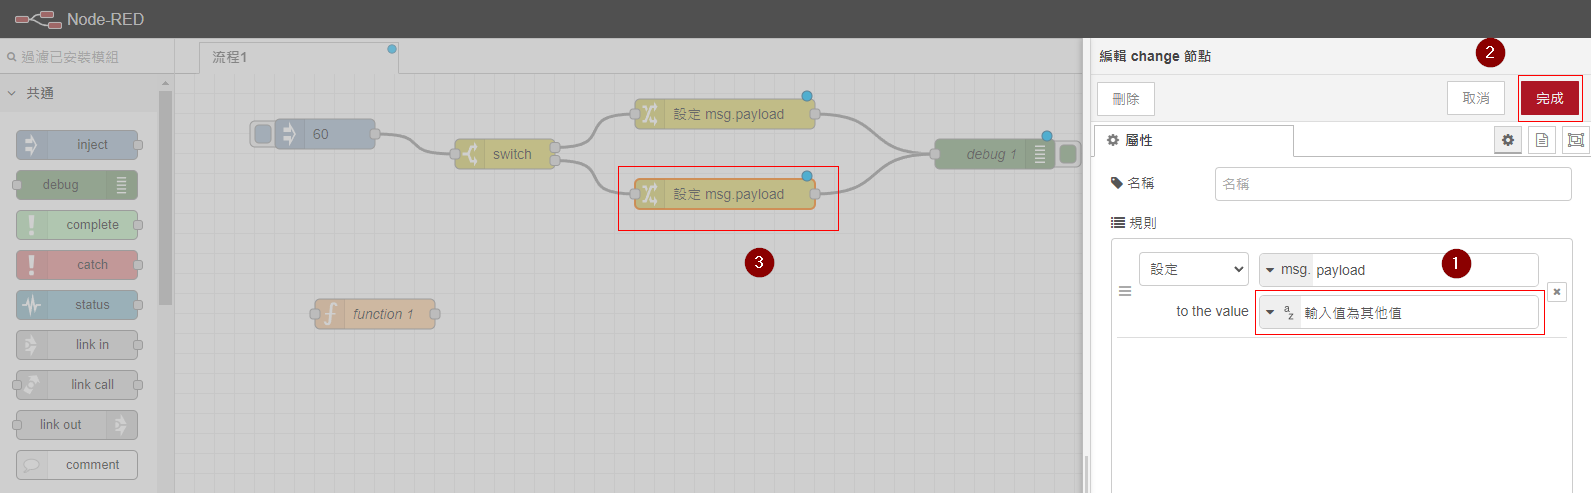 Node-RED
過濾已安裝模組
共通
inject
debug
complete
catch
status
link in
link call
link out
comment
流程1
60
switch
設定 msg.payload
設定 msg.payload
debug 1
function 1
3
編輯 change 節點
2
刪除
取消
完成
屬性
名稱
名稱
規則
設定
msg. payload
1
to the value
az 輸入值為其他值